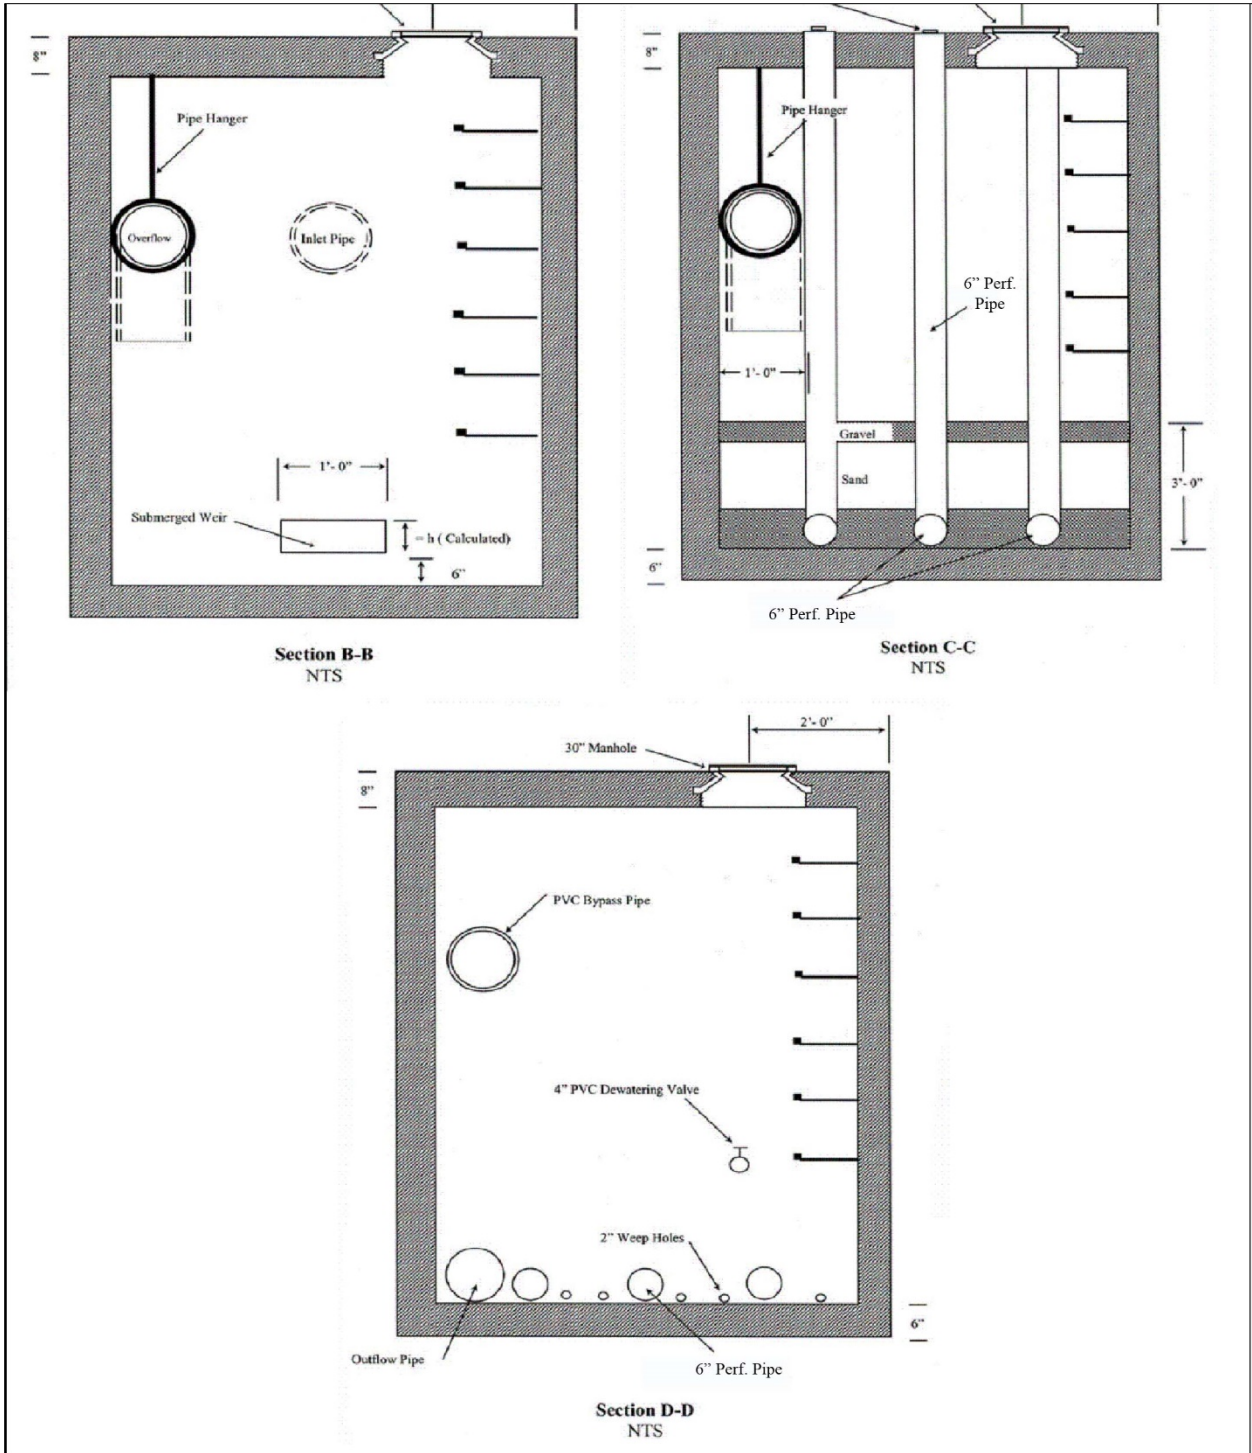 8”
Pipe Hanger
Overflow
Inlet Pipe
1’- 0”
Submerged Weir
= h ( Calculated)
6”
Section B-B
NTS
8”
Pipe Hanger
6” Perf.
Pipe
1’- 0”
Gravel
Sand
3’- 0”
6”
6” Perf. Pipe
Section C-C
NTS
2’- 0”
30” Manhole
8”
PVC Bypass Pipe
4” PVC Dewatering Valve
2” Weep Holes
6”
Outflow Pipe
6” Perf. Pipe
Section D-D
NTS